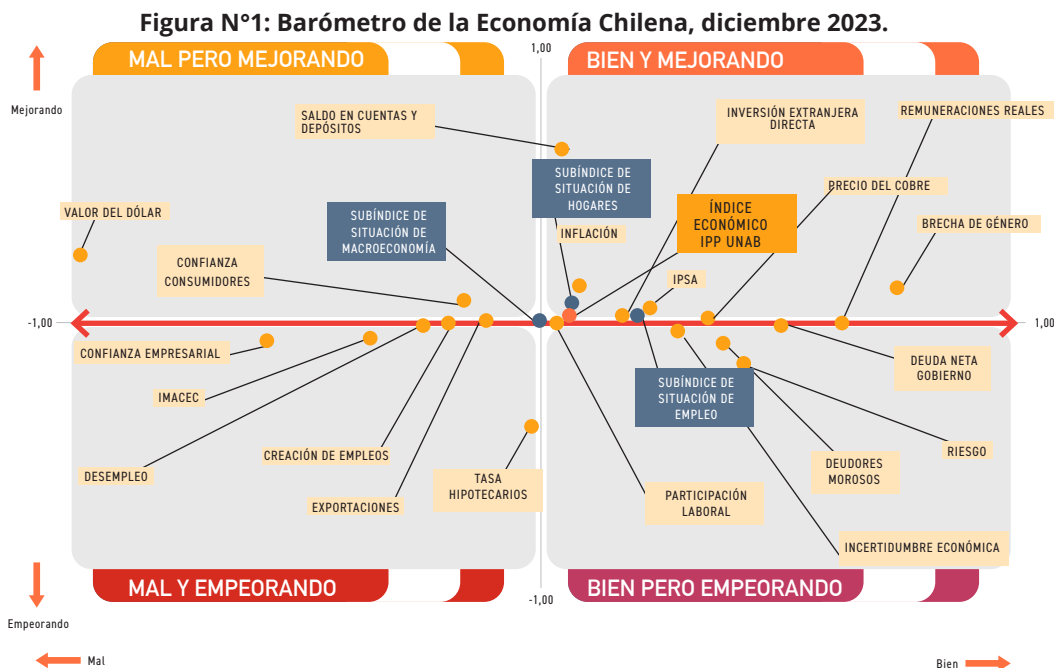 Figura N°1: Barómetro de la Economía Chilena, diciembre 2023.
MAL PERO MEJORANDO
1,00
BIEN Y MEJORANDO
Mejorando
SALDO EN CUENTAS Y
DEPÓSITOS
INVERSIÓN EXTRANJERA
DIRECTA
REMUNERACIONES REALES
SUBÍNDICE DE
SITUACIÓN DE
HOGARES
PRECIO DEL COBRE
VALOR DEL DÓLAR
SUBÍNDICE DE
SITUACIÓN DE
MACROECONOMÍA
ÍNDICE
ECONÓMICO
IPP UNAB
INFLACIÓN
BRECHA DE GÉNERO
CONFIANZA
CONSUMIDORES
IPSA
-1,00
1,00
CONFIANZA EMPRESARIAL
DEUDA NETA
GOBIERNO
IMACEC
SUBÍNDICE DE
SITUACIÓN DE
EMPLEO
CREACIÓN DE EMPLEOS
RIESGO
DESEMPLEO
TASA
HIPOTECARIOS
DEUDORES
MOROSOS
EXPORTACIONES
PARTICIPACIÓN
LABORAL
INCERTIDUMBRE ECONÓMICA
MAL Y EMPEORANDO
BIEN PERO EMPEORANDO
-1,00
Empeorando
Mal
Bien